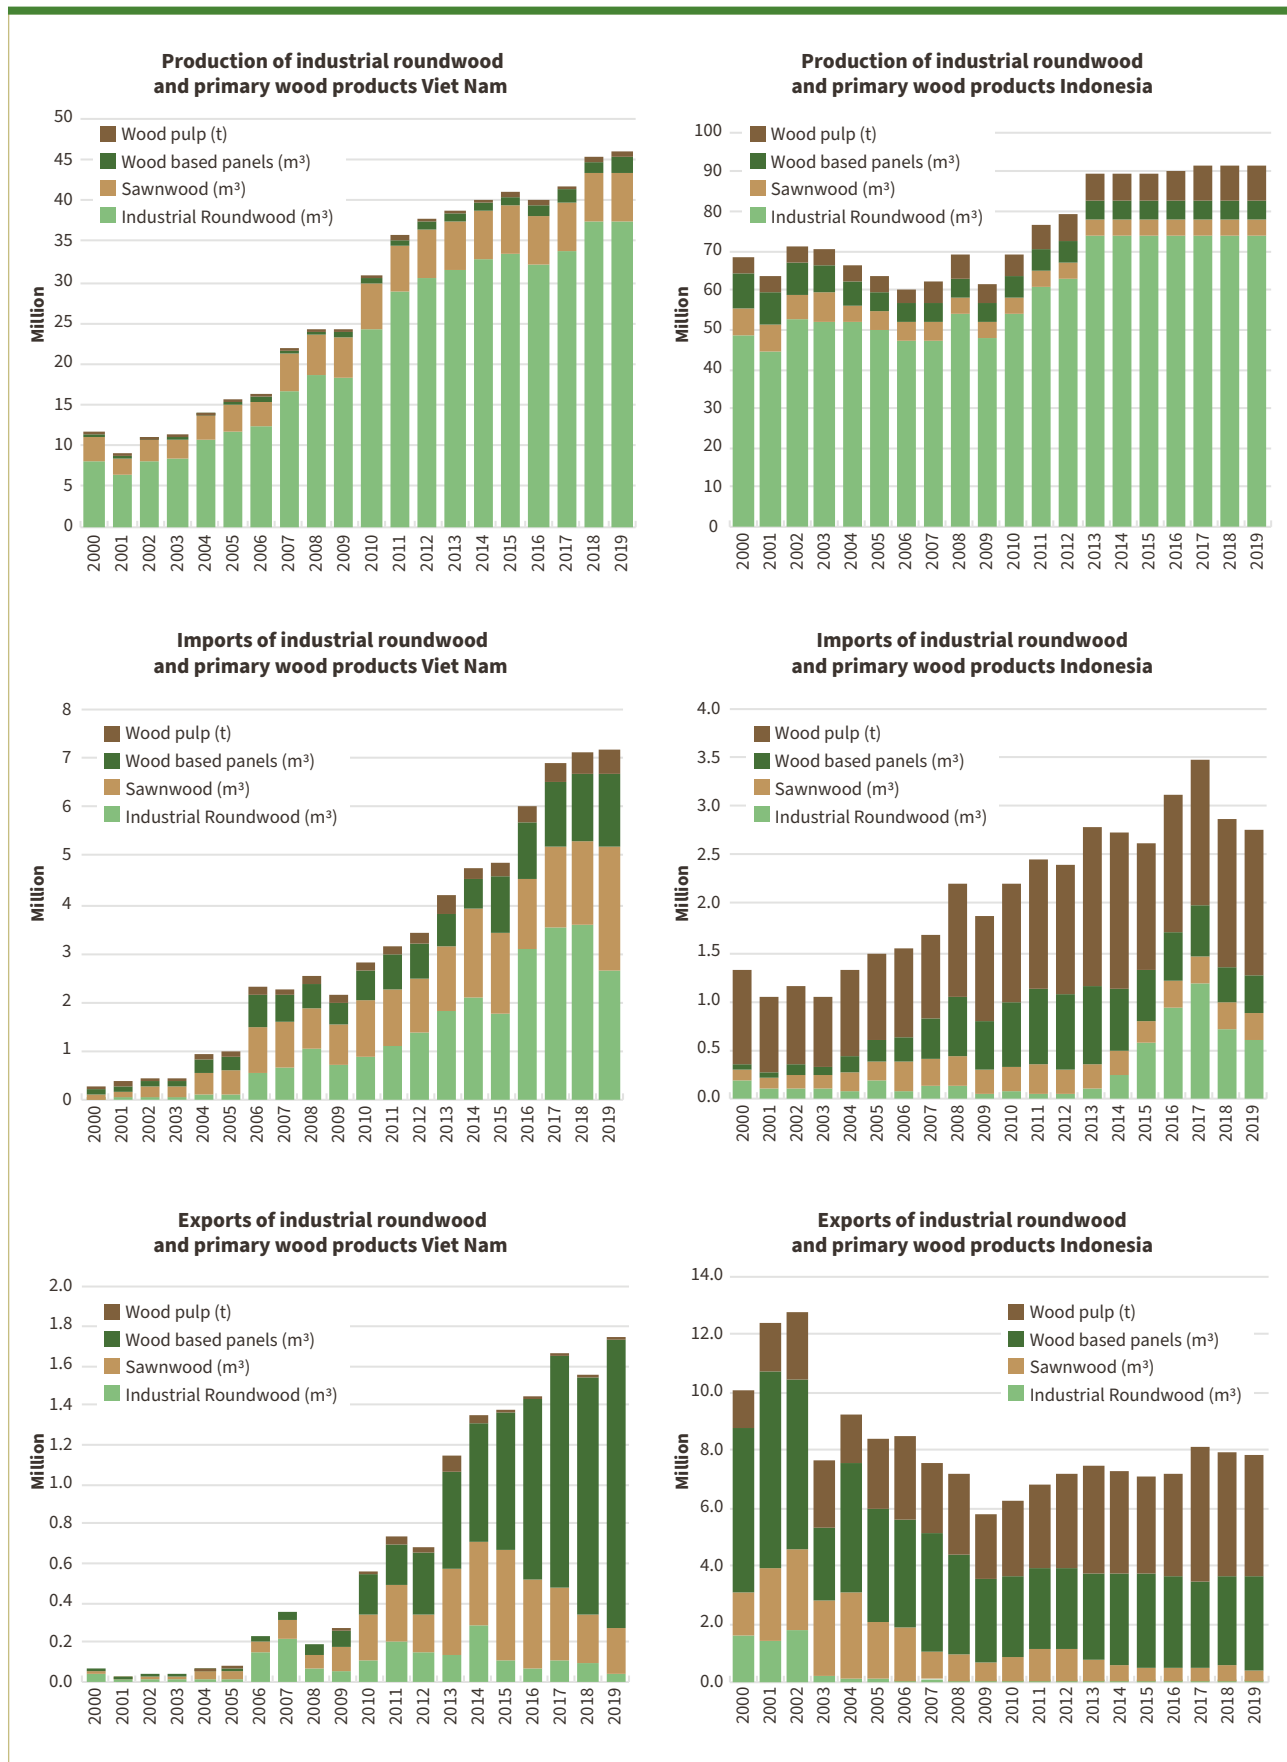 Production of industrial roundwood
and primary wood products Viet Nam
Million
50
45
40
35
30
25
20
15
10
5
0
Wood pulp (t)
Wood based panels (m³)
Sawnwood (m³)
Industrial Roundwood (m³)
2000 2001 2002 2003 2004 2005 2006 2007 2008 2009 2010 2011 2012 2013 2014 2015 2016 2017 2018 2019
Production of industrial roundwood
and primary wood products Indonesia
Million
100
90
80
70
60
50
40
30
20
10
0
Wood pulp (t)
Wood based panels (m³)
Sawnwood (m³)
Industrial Roundwood (m³)
2000 2001 2002 2003 2004 2005 2006 2007 2008 2009 2010 2011 2012 2013 2014 2015 2016 2017 2018 2019
Imports of industrial roundwood
and primary wood products Viet Nam
Million
8
7
6
5
4
3
2
1
0
Wood pulp (t)
Wood based panels (m³)
Sawnwood (m³)
Industrial Roundwood (m³)
2000 2001 2002 2003 2004 2005 2006 2007 2008 2009 2010 2011 2012 2013 2014 2015 2016 2017 2018 2019
Imports of industrial roundwood
and primary wood products Indonesia
Million
4.0
3.5
3.0
2.5
2.0
1.5
1.0
0.5
0.0
Wood pulp (t)
Wood based panels (m³)
Sawnwood (m³)
Industrial Roundwood (m³)
2000 2001 2002 2003 2004 2005 2006 2007 2008 2009 2010 2011 2012 2013 2014 2015 2016 2017 2018 2019
Exports of industrial roundwood
and primary wood products Viet Nam
Million
2.0
1.8
1.6
1.4
1.2
1.0
0.8
0.6
0.4
0.2
0.0
Wood pulp (t)
Wood based panels (m³)
Sawnwood (m³)
Industrial Roundwood (m³)
2000 2001 2002 2003 2004 2005 2006 2007 2008 2009 2010 2011 2012 2013 2014 2015 2016 2017 2018 2019
Exports of industrial roundwood
and primary wood products Indonesia
Million
14.0
12.0
10.0
8.0
6.0
4.0
2.0
0.0
Wood pulp (t)
Wood based panels (m³)
Sawnwood (m³)
Industrial Roundwood (m³)
2000 2001 2002 2003 2004 2005 2006 2007 2008 2009 2010 2011 2012 2013 2014 2015 2016 2017 2018 2019